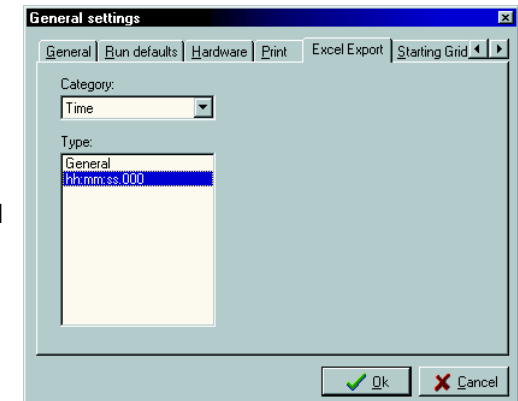 General settings
General Run defaults Hardware Print Excel Export Starting Grid
Category:
Time
Type:
General
hh:mm:ss.000
Ok Cancel